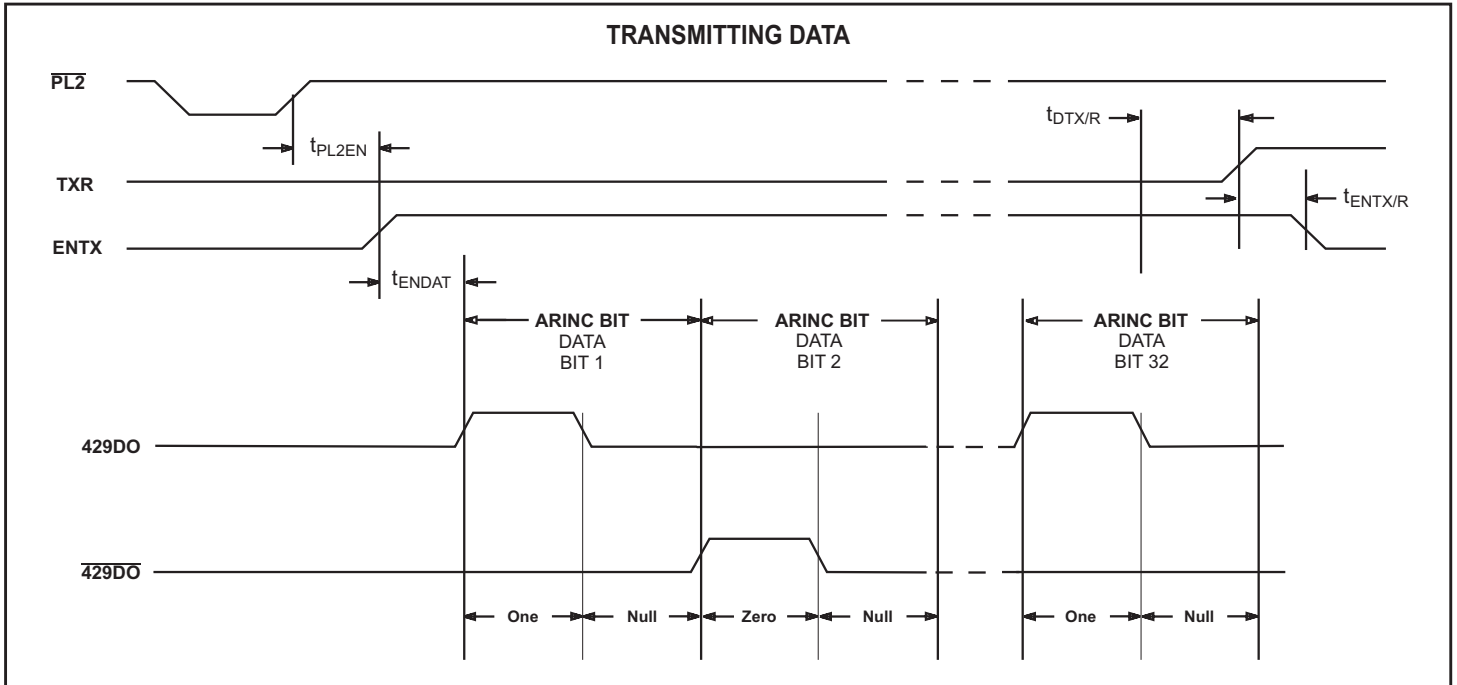 TRANSMITTING DATA
PL2
tDTX/R
tPL2EN
TXR
tENTX/R
ENTX
tENDAT
ARINC BIT
DATA
BIT 1
ARINC BIT
DATA
BIT 2
ARINC BIT
DATA
BIT 32
429DO
429DO
One
Null
Zero
Null
One
Null